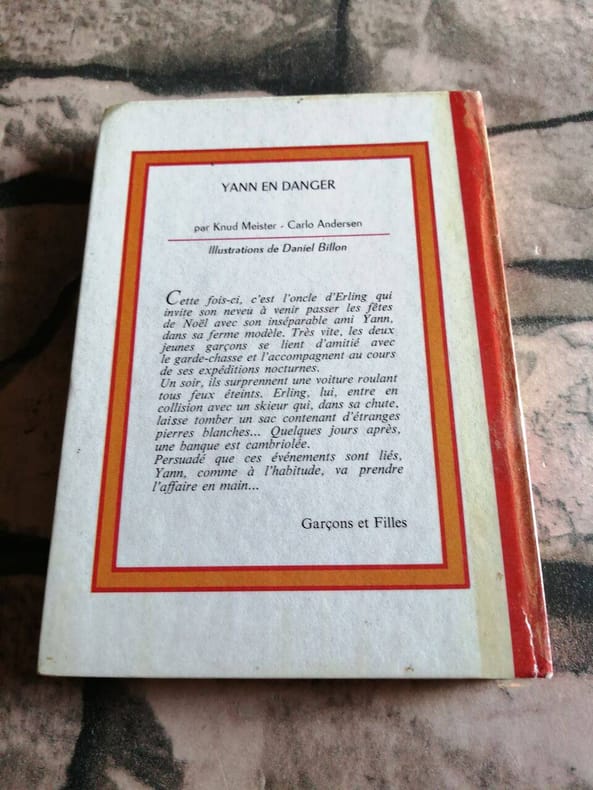 YANN EN DANGER
par Knud Meister - Carlo Andersen
Illustrations de Daniel Billon
Cette fois-ci, c'est l'oncle d'Erling qui
invite son neveu à venir passer les fêtes
de Noël avec son inséparable ami Yann,
dans sa ferme modèle. Très vite, les deux
jeunes garçons se lient d'amitié avec
le garde-chasse et l'accompagnent au cours
de ses expéditions nocturnes.
Un soir, ils surprennent une voiture roulant
tous feux éteints. Erling, lui, entre en
collision avec un skieur qui, dans sa chute,
laisse tomber un sac contenant d'étranges
pierres blanches... Quelques jours après,
une banque est cambriolée.
Persuadé que ces événements sont liés,
Yann, comme à l'habitude, va prendre
l'affaire en main...
Garçons et Filles